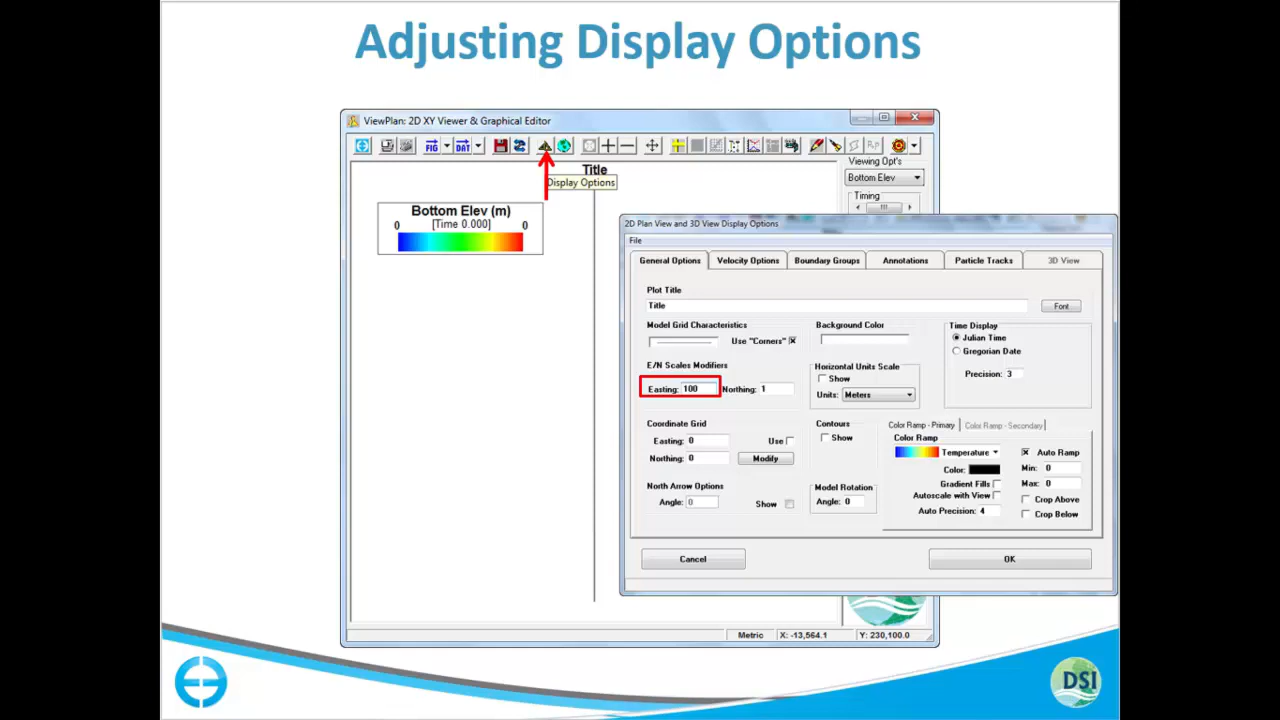 Adjusting Display Options
ViewPlan: 2D XY Viewer & Graphical Editor
FIG DAT R,P
Title
Display Options
Viewing Opt's
Bottom Elev
Timing
Bottom Elev (m)
0 [Time 0.000] 0
2D Plan View and 3D View Display Options
File
General Options Velocity Options Boundary Groups Annotations Particle Tracks 3D View
Plot Title
Title Font
Model Grid Characteristics Background Color Time Display
Use "Corners" Julian Time
Gregorian Date
E/N Scales Modifiers Horizontal Units Scale
Show Precision: 3
Easting: 100 Northing: 1 Units: Meters
Coordinate Grid Contours Color Ramp - Primary Color Ramp - Secondary
Easting: 0 Use Show Color Ramp
Northing: 0 Modify Temperature Auto Ramp
Color: Min: 0
North Arrow Options Model Rotation Gradient Fills Max: 0
Angle: 0 Show Angle: 0 Autoscale with View Crop Above
Auto Precision: 4 Crop Below
Cancel OK
Metric X: -13,564.1 Y: 230,100.0
DSI